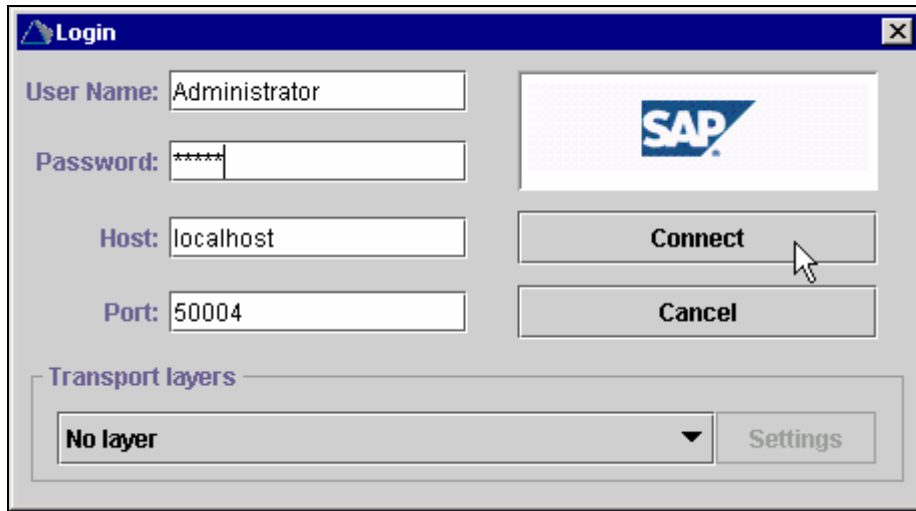 Login
User Name: Administrator
Password: *****
Host: localhost
Port: 50004
SAP
Connect
Cancel
Transport layers
No layer
Settings